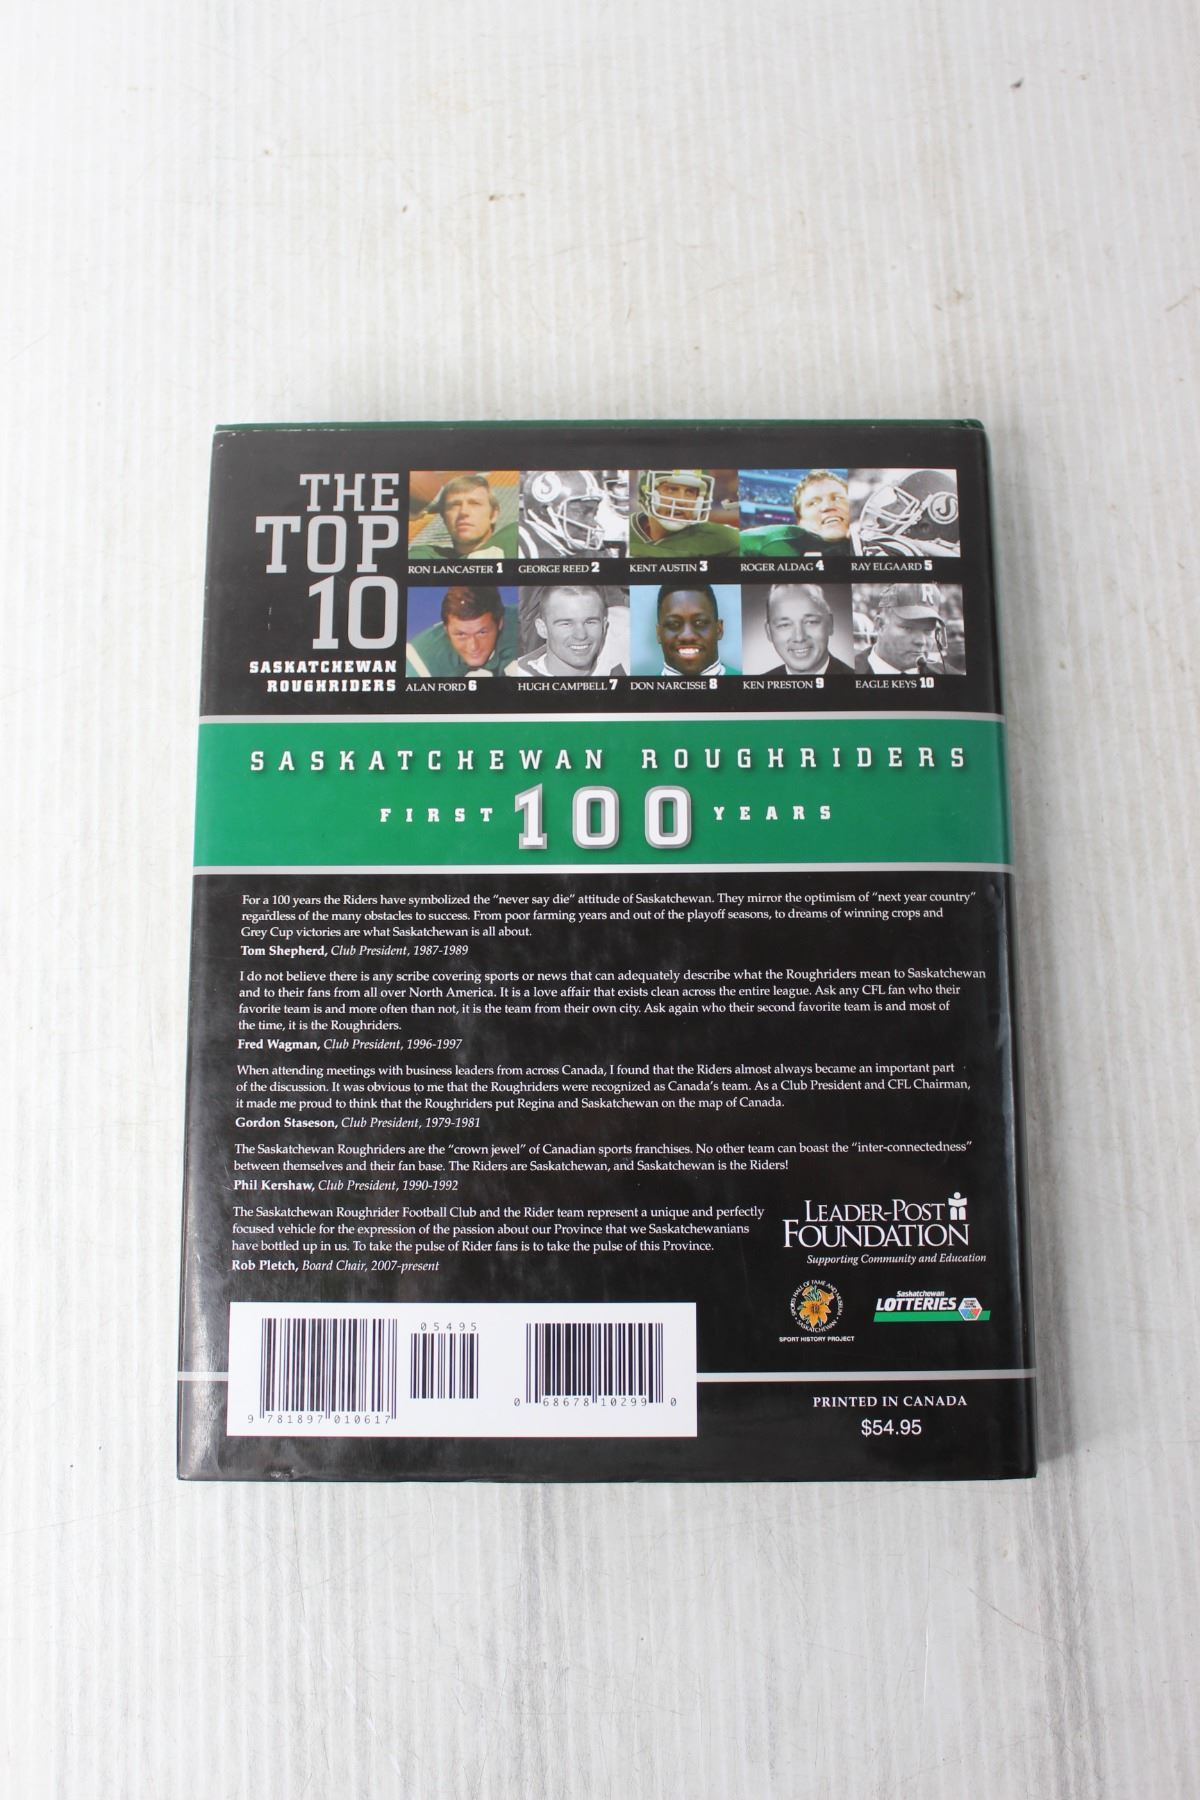 THE
TOP
10
SASKATCHEWAN
ROUGHRIDERS
RON LANCASTER 1 GEORGE REED 2 KENT AUSTIN 3 ROGER ALDAG 4 RAY ELGAARD 5
ALAN FORD 6 HUGH CAMPBELL 7 DON NARCISSE 8 KEN PRESTON 9 EAGLE KEYS 10
SASKATCHEWAN ROUGHRIDERS
FIRST 100 YEARS
For a 100 years the Riders have symbolized the "never say die" attitude of Saskatchewan. They mirror the optimism of "next year country"
regardless of the many obstacles to success. From poor farming years and out of the playoff seasons, to dreams of winning crops and
Grey Cup victories are what Saskatchewan is all about.
Tom Shepherd, Club President, 1987-1989
I do not believe there is any scribe covering sports or news that can adequately describe what the Roughriders mean to Saskatchewan
and to their fans from all over North America. It is a love affair that exists clean across the entire league. Ask any CFL fan who their
favorite team is and more often than not, it is the team from their own city. Ask again who their second favorite team is and most of
the time, it is the Roughriders.
Fred Wagman, Club President, 1996-1997
When attending meetings with business leaders from across Canada, I found that the Riders almost always became an important part
of the discussion. It was obvious to me that the Roughriders were recognized as Canada's team. As a Club President and CFL Chairman,
it made me proud to think that the Roughriders put Regina and Saskatchewan on the map of Canada.
Gordon Staseson, Club President, 1979-1981
The Saskatchewan Roughriders are the "crown jewel" of Canadian sports franchises. No other team can boast the "inter-connectedness"
between themselves and their fan base. The Riders are Saskatchewan, and Saskatchewan is the Riders!
Phil Kershaw, Club President, 1990-1992
The Saskatchewan Roughrider Football Club and the Rider team represent a unique and perfectly
focused vehicle for the expression of the passion about our Province that we Saskatchewanians
have bottled up in us. To take the pulse of Rider fans is to take the pulse of this Province.
Rob Pletch, Board Chair, 2007-present
LEADER-POST
FOUNDATION
Supporting Community and Education
SPORTS HALL OF FAME AND MUSEUM
SASKATCHEWAN
SPORT HISTORY PROJECT
Saskatchewan
LOTTERIES
05495
9 781897 010617
0 68678 10299 0
PRINTED IN CANADA
$54.95